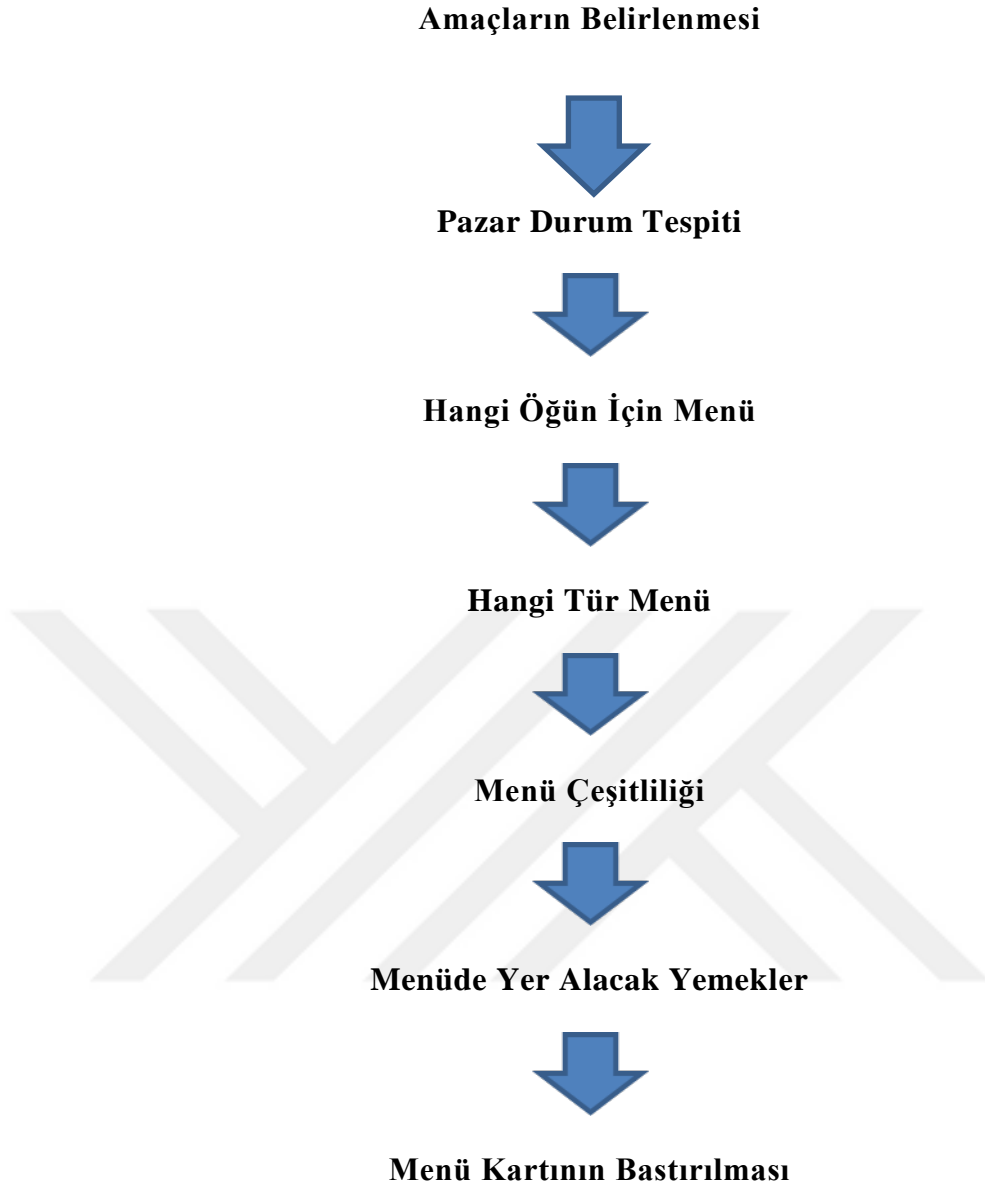 Amaçların Belirlenmesi
Pazar Durum Tespiti
Hangi Öğün İçin Menü
Hangi Tür Menü
Menü Çeşitliliği
Menüde Yer Alacak Yemekler
Menü Kartının Bastırılması